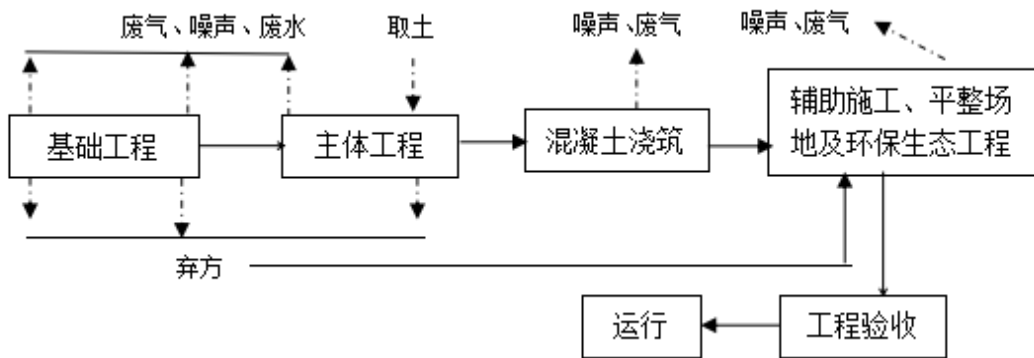 废气、噪声、废水
取土
噪声、废气
噪声、废气
基础工程
主体工程
混凝土浇筑
辅助施工、平整场
地及环保生态工程
弃方
运行
工程验收